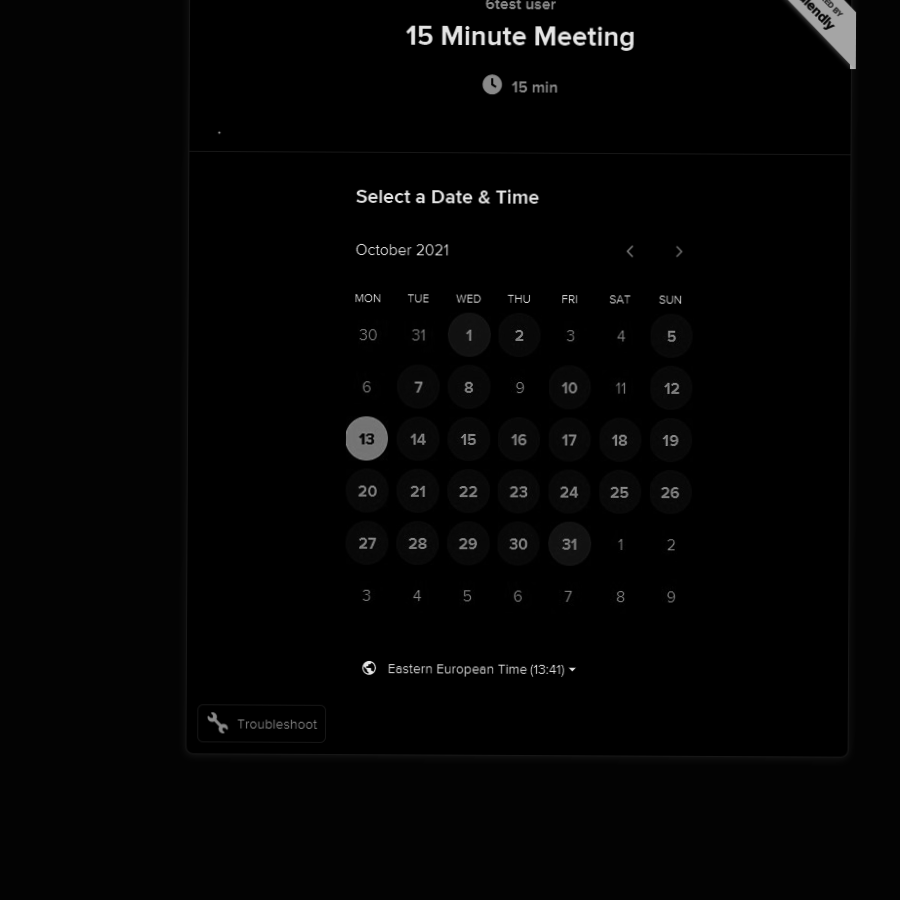 6test user
15 Minute Meeting
15 min
Select a Date & Time
October 2021
MON TUE WED THU FRI SAT SUN
30 31 1 2 3 4 5
6 7 8 9 10 11 12
13 14 15 16 17 18 19
20 21 22 23 24 25 26
27 28 29 30 31 1 2
3 4 5 6 7 8 9
Eastern European Time (13:41)
Troubleshoot